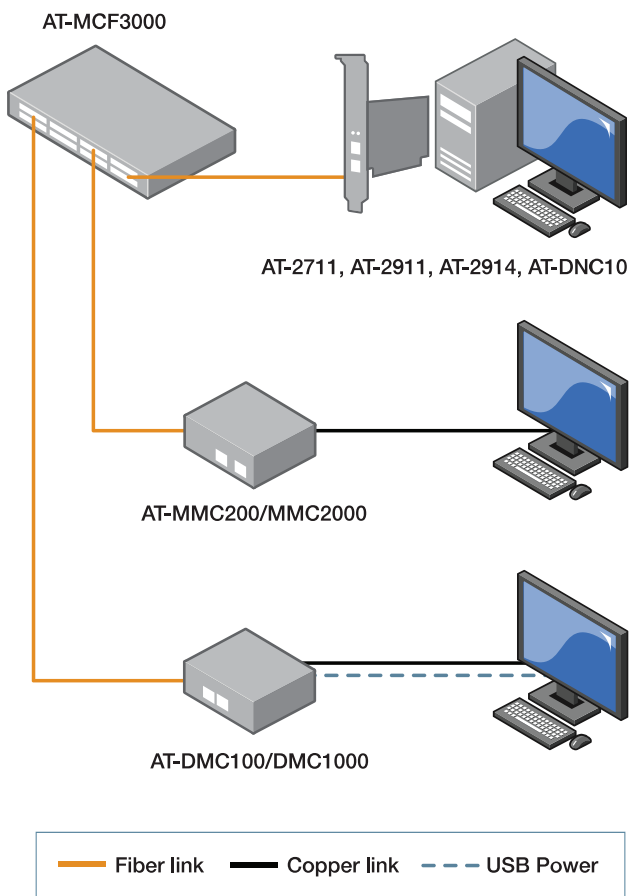 AT-MCF3000
AT-2711, AT-2911, AT-2914, AT-DNC10
AT-MMC200/MMC2000
AT-DMC100/DMC1000
Fiber link
Copper link
USB Power